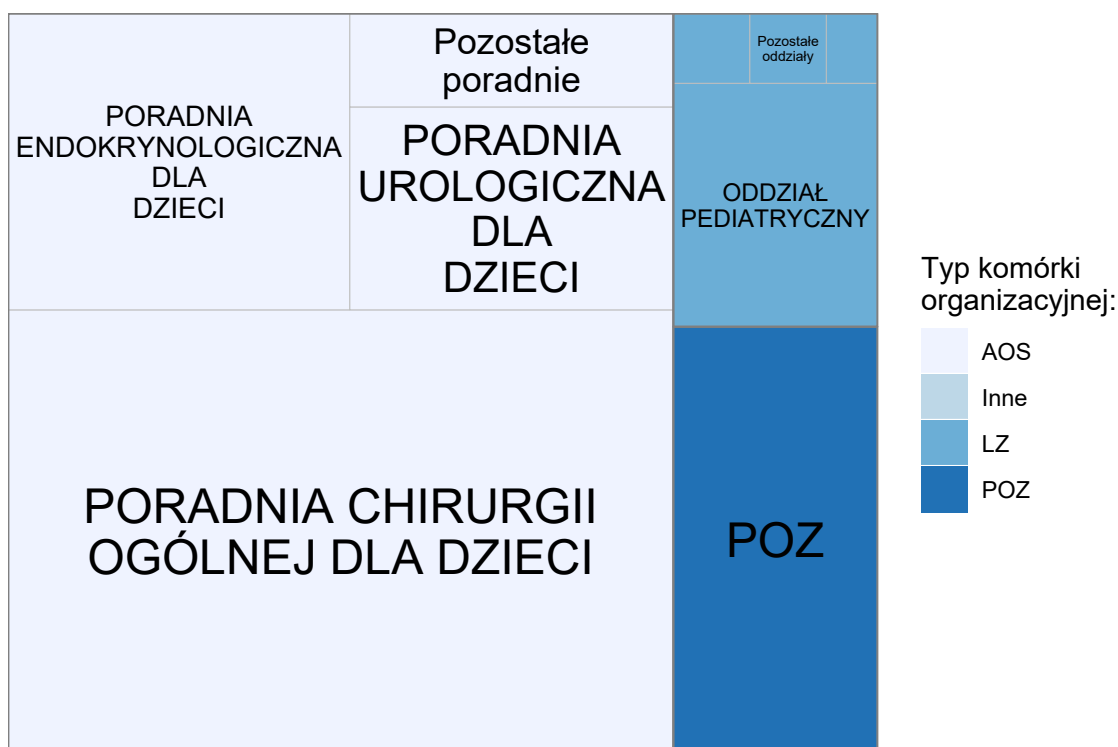 PORADNIA
ENDOKRYNOLOGICZNA
DLA
DZIECI
Pozostałe
poradnie
PORADNIA
UROLOGICZNA
DLA
DZIECI
PORADNIA CHIRURGII
OGÓLNEJ DLA DZIECI
Pozostałe
oddziały
ODDZIAŁ
PEDIATRYCZNY
POZ
Typ komórki
organizacyjnej:
AOS
Inne
LZ
POZ